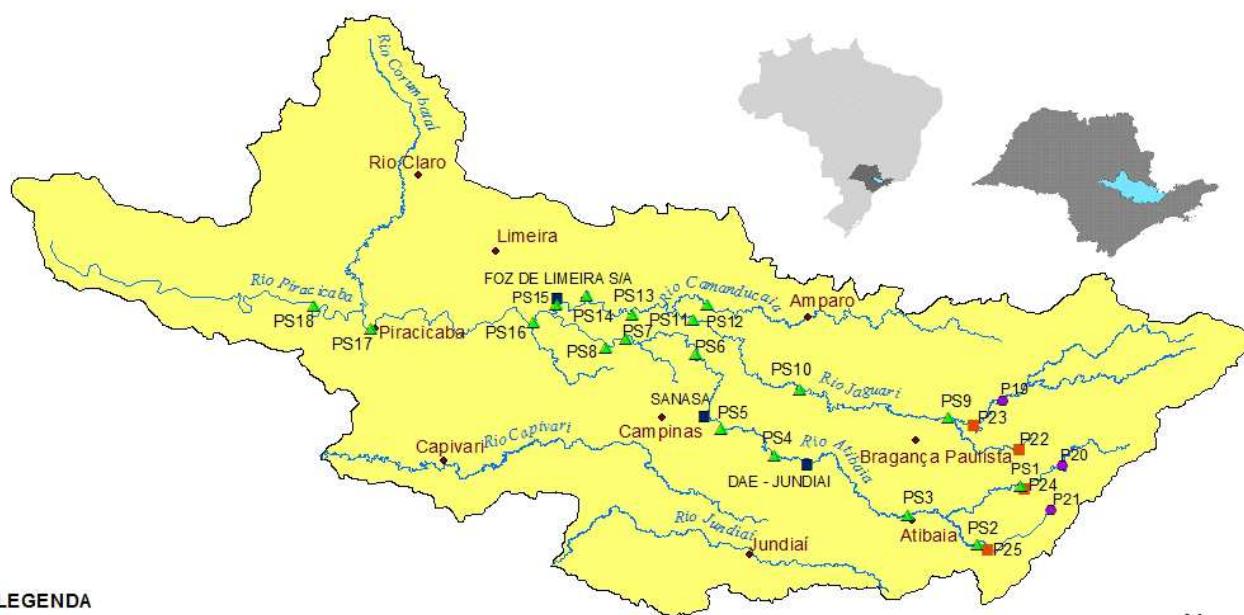 Rio Corumbataí
Rio Claro
Limeira
FOZ DE LIMEIRA S/A
Rio Piracicaba
PS18
PS17
Piracicaba
PS16
PS15
PS14
PS13
Rio Camanducaia
PS11
PS12
Amparo
PS7
PS8
PS6
PS10
Rio Jaguari
PS9
P19
P23
SANASA
PS5
Campinas
PS4
Rio Atibaia
DAE - JUNDIAI
Bragança Paulista
P22
P20
PS1
P24
P21
Capivari
Rio Capivari
PS3
Atibaia
PS2
P25
Rio Jundiaí
Jundiaí
LEGENDA